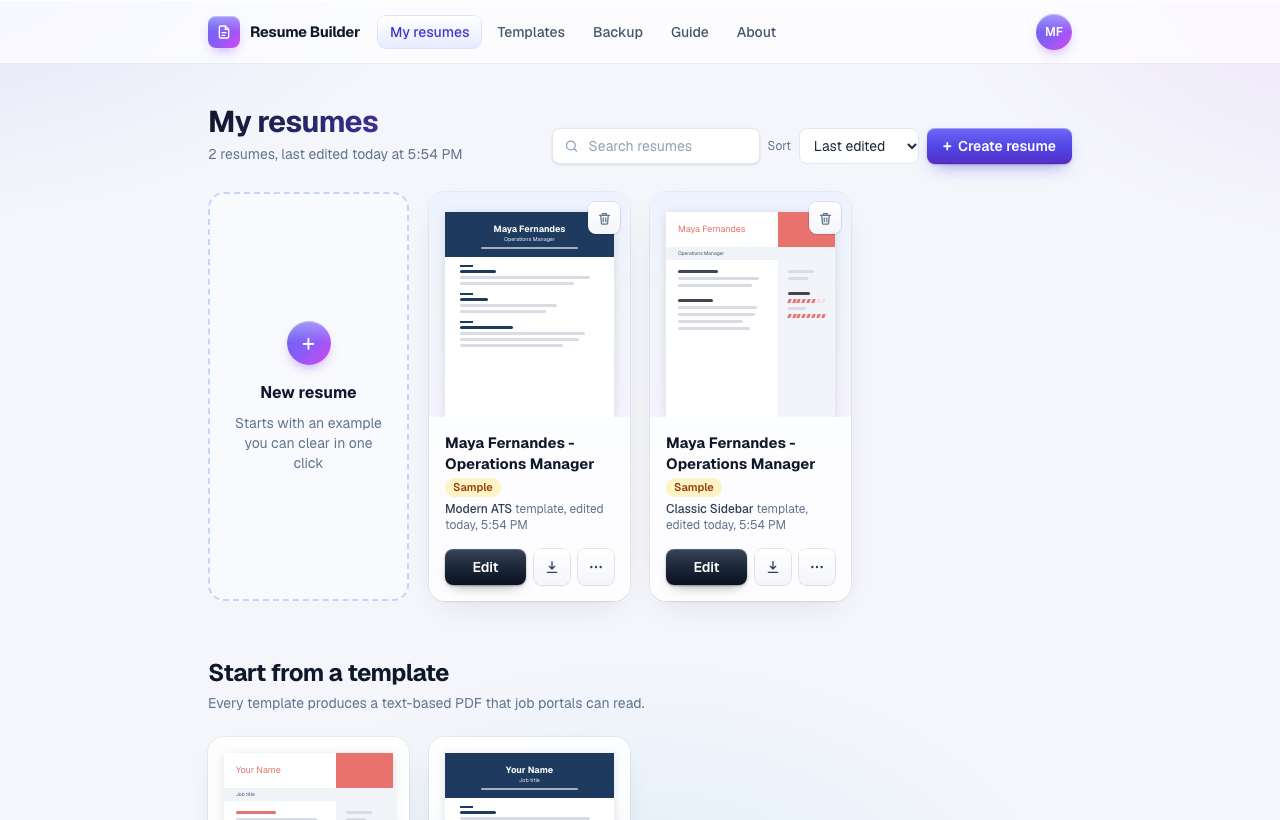 Resume Builder
My resumes
Templates
Backup
Guide
About
MF
My resumes
2 resumes, last edited today at 5:54 PM
Search resumes
Sort
Last edited
+ Create resume
+
New resume
Starts with an example
you can clear in one
click
Maya Fernandes
Operations Manager
Maya Fernandes -
Operations Manager
Sample
Modern ATS template, edited
today, 5:54 PM
Edit
Maya Fernandes
Operations Manager
Maya Fernandes -
Operations Manager
Sample
Classic Sidebar template,
edited today, 5:54 PM
Edit
Start from a template
Every template produces a text-based PDF that job portals can read.
Your Name
Job title
Your Name
Job title